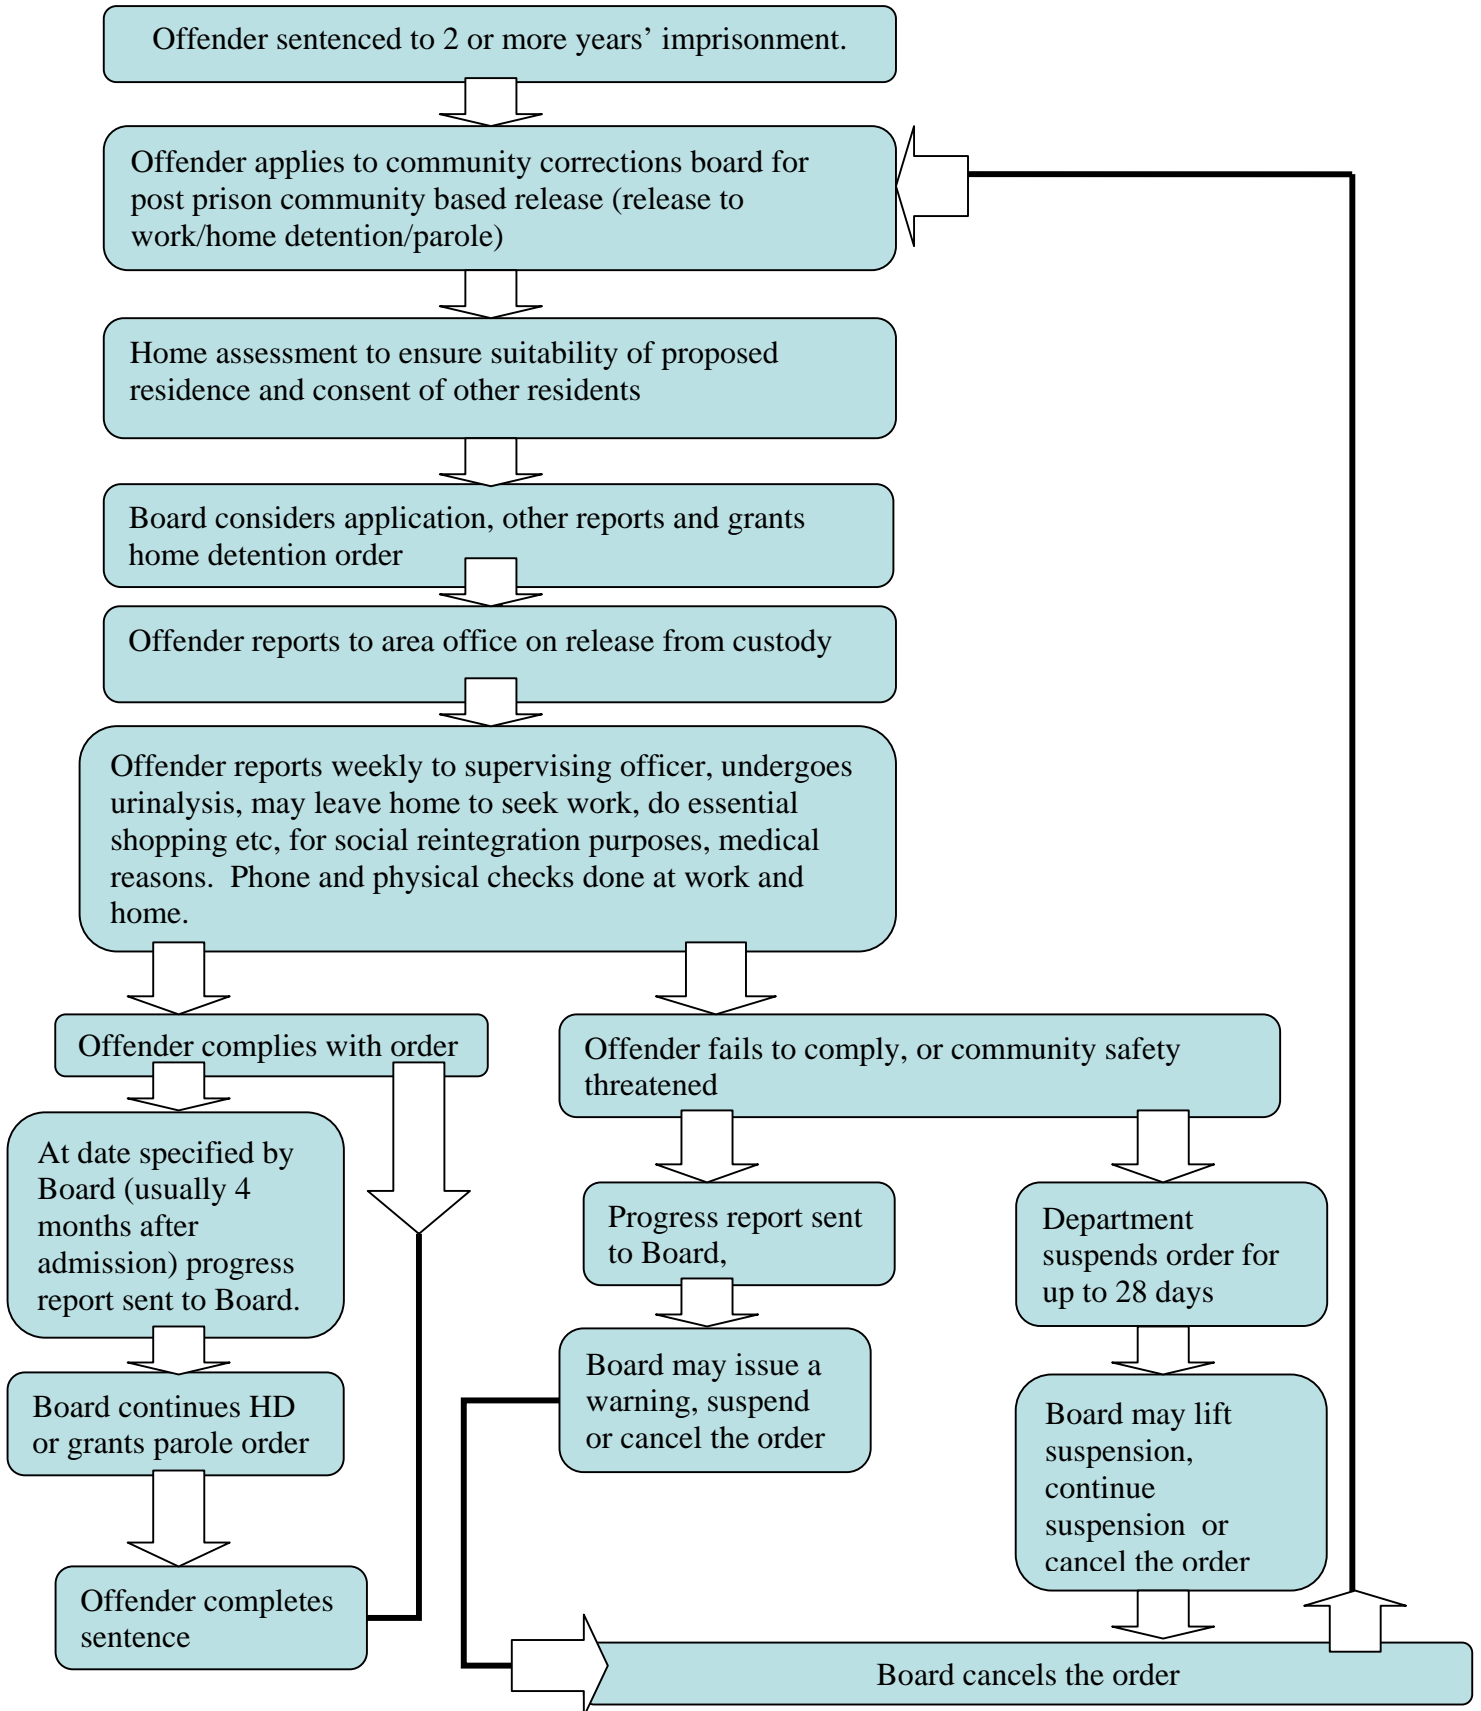 Offender sentenced to 2 or more years’ imprisonment.
Offender applies to community corrections board for
post prison community based release (release to
work/home detention/parole)
Home assessment to ensure suitability of proposed
residence and consent of other residents
Board considers application, other reports and grants
home detention order
Offender reports to area office on release from custody
Offender reports weekly to supervising officer, undergoes
urinalysis, may leave home to seek work, do essential
shopping etc, for social reintegration purposes, medical
reasons.  Phone and physical checks done at work and
home.
Offender complies with order
At date specified by
Board (usually 4
months after
admission) progress
report sent to Board.
Board continues HD
or grants parole order
Offender completes
sentence
Offender fails to comply, or community safety
threatened
Progress report sent
to Board,
Board may issue a
warning, suspend
or cancel the order
Department
suspends order for
up to 28 days
Board may lift
suspension,
continue
suspension  or
cancel the order
Board cancels the order